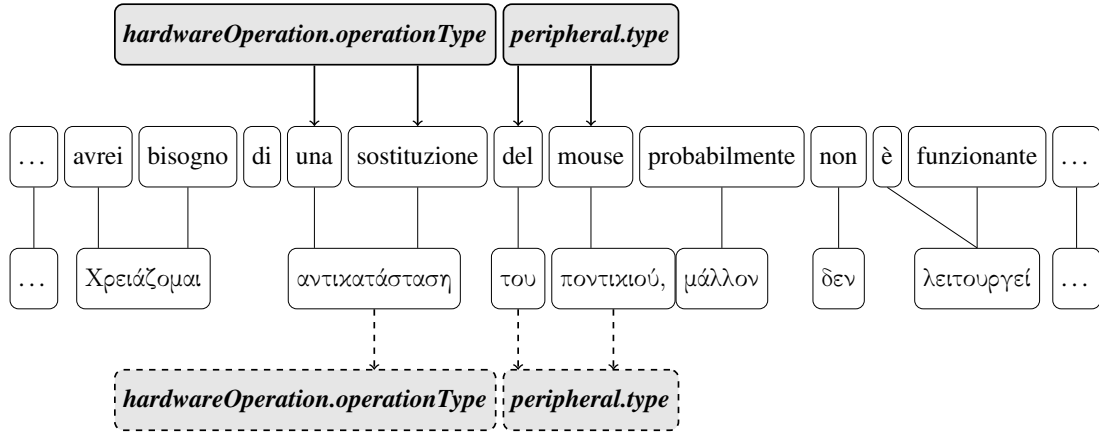 hardwareOperation.operationType peripheral.type
... avrei bisogno di una sostituzione del mouse probabilmente non è funzionante ...
... Χρειάζομαι αντικατάσταση του ποντικιού, μάλλον δεν λειτουργεί ...
hardwareOperation.operationType peripheral.type